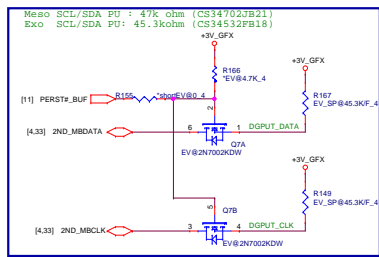 Meso SCL/SDA PU : 47k ohm (CS34702JB21)
Exo  SCL/SDA PU: 45.3kohm (CS34532FB18)
+3V_GFX
R166
*EV@4.7K_4
+3V_GFX
R167
EV_SP@45.3K/F_4
[11] PERST#_BUF
R155
*shortEV@0_4
2
[4,33] 2ND_MBDATA
6
1
DGPUT_DATA
Q7A
EV@2N7002KDW
+3V_GFX
R149
EV_SP@45.3K/F_4
5
Q7B
[4,33] 2ND_MBCLK
3
4
DGPUT_CLK
EV@2N7002KDW